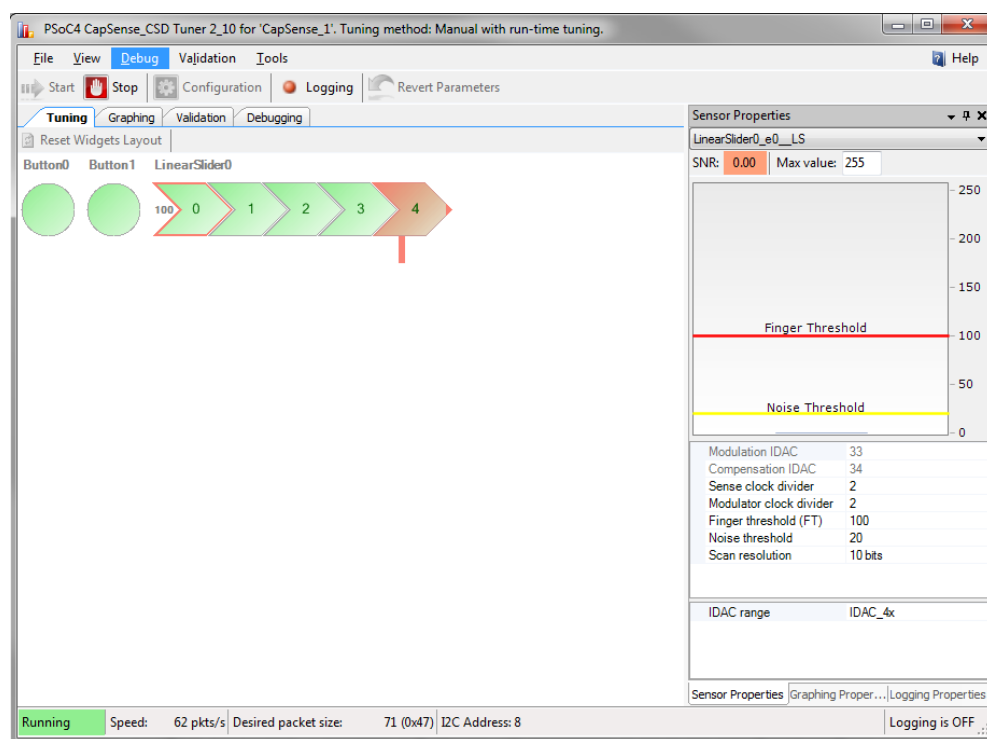 PSoC4 CapSense_CSD Tuner 2_10 for 'CapSense_1'. Tuning method: Manual with run-time tuning.
File View Debug Validation Tools Help
Start Stop Configuration Logging Revert Parameters
Tuning Graphing Validation Debugging
Reset Widgets Layout
Button0 Button1 LinearSlider0
100 0 1 2 3 4
Sensor Properties
LinearSlider0_e0__LS
SNR: 0.00 Max value: 255
250
200
150
Finger Threshold
100
50
Noise Threshold
0
Modulation IDAC 33
Compensation IDAC 34
Sense clock divider 2
Modulator clock divider 2
Finger threshold (FT) 100
Noise threshold 20
Scan resolution 10 bits
IDAC range IDAC_4x
Sensor Properties Graphing Proper... Logging Properties
Running Speed: 62 pkts/s Desired packet size: 71 (0x47) I2C Address: 8 Logging is OFF